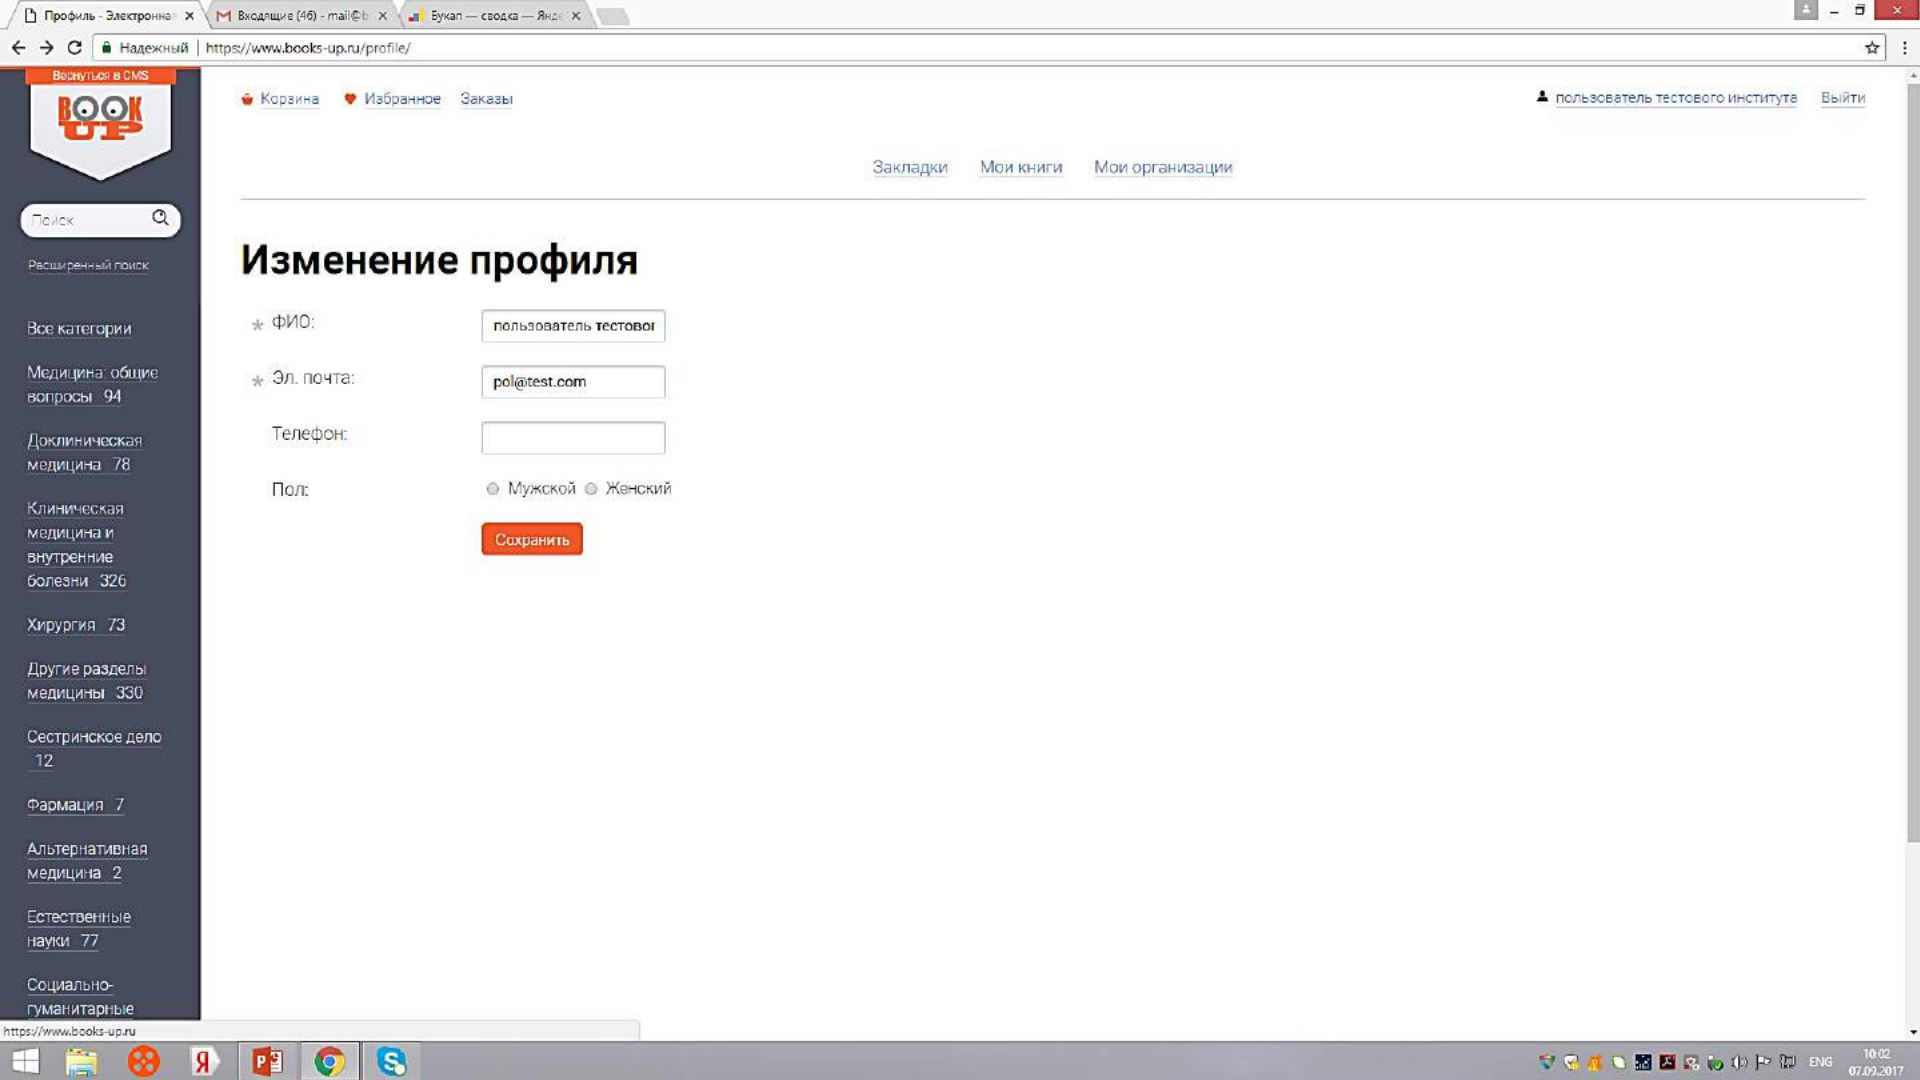 Профиль - Электронна
Входящие (46) - mail@b
Букап — сводка — Янд
Надежный
https://www.books-up.ru/profile/
Вернуться в CMS
BOOK
UP
Корзина
Избранное
Заказы
пользователь тестового института
Выйти
Закладки
Мои книги
Мои организации
Поиск
Расширенный поиск
Все категории
Медицина: общие
вопросы 94
Доклиническая
медицина 78
Клиническая
медицина и
внутренние
болезни 326
Хирургия 73
Другие разделы
медицины 330
Сестринское дело
12
Фармация 7
Альтернативная
медицина 2
Естественные
науки 77
Социально-
гуманитарные
Изменение профиля
* ФИО:
пользователь тестовог
* Эл. почта:
pol@test.com
Телефон:
Пол:
Мужской
Женский
Сохранить
https://www.books-up.ru
ENG
10:02
07.09.2017